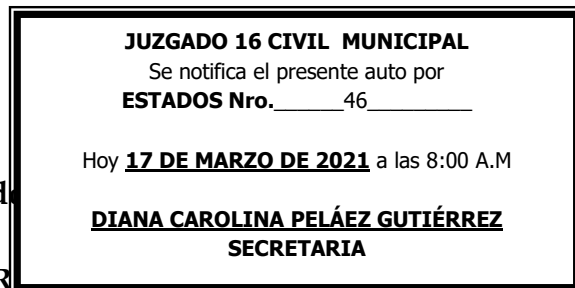 JUZGADO 16 CIVIL MUNICIPAL
Se notifica el presente auto por
ESTADOS Nro.______46_________
Hoy 17 DE MARZO DE 2021 a las 8:00 A.M
DIANA CAROLINA PELÁEZ GUTIÉRREZ
SECRETARIA